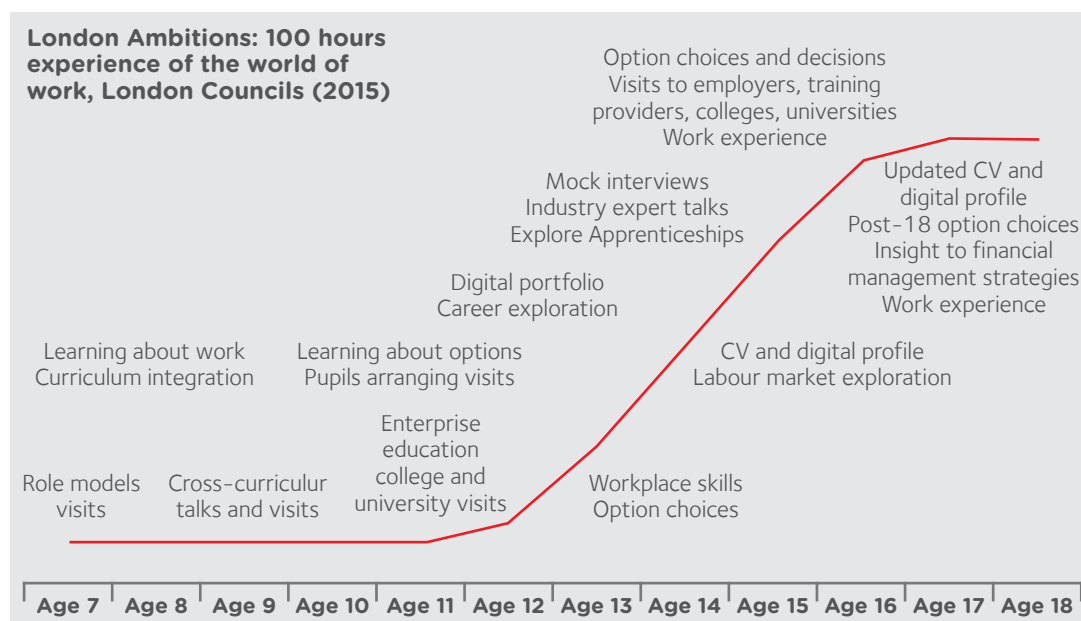 London Ambitions: 100 hours
experience of the world of
work, London Councils (2015)
Option choices and decisions
Visits to employers, training
providers, colleges, universities
Work experience
Mock interviews
Industry expert talks
Explore Apprenticeships
Updated CV and
digital profile
Post-18 option choices
Insight to financial
management strategies
Work experience
Digital portfolio
Career exploration
Learning about work
Curriculum integration
Learning about options
Pupils arranging visits
CV and digital profile
Labour market exploration
Enterprise
education
college and
university visits
Role models
visits
Cross-curriculur
talks and visits
Workplace skills
Option choices
Age 7 Age 8 Age 9 Age 10 Age 11 Age 12 Age 13 Age 14 Age 15 Age 16 Age 17 Age 18